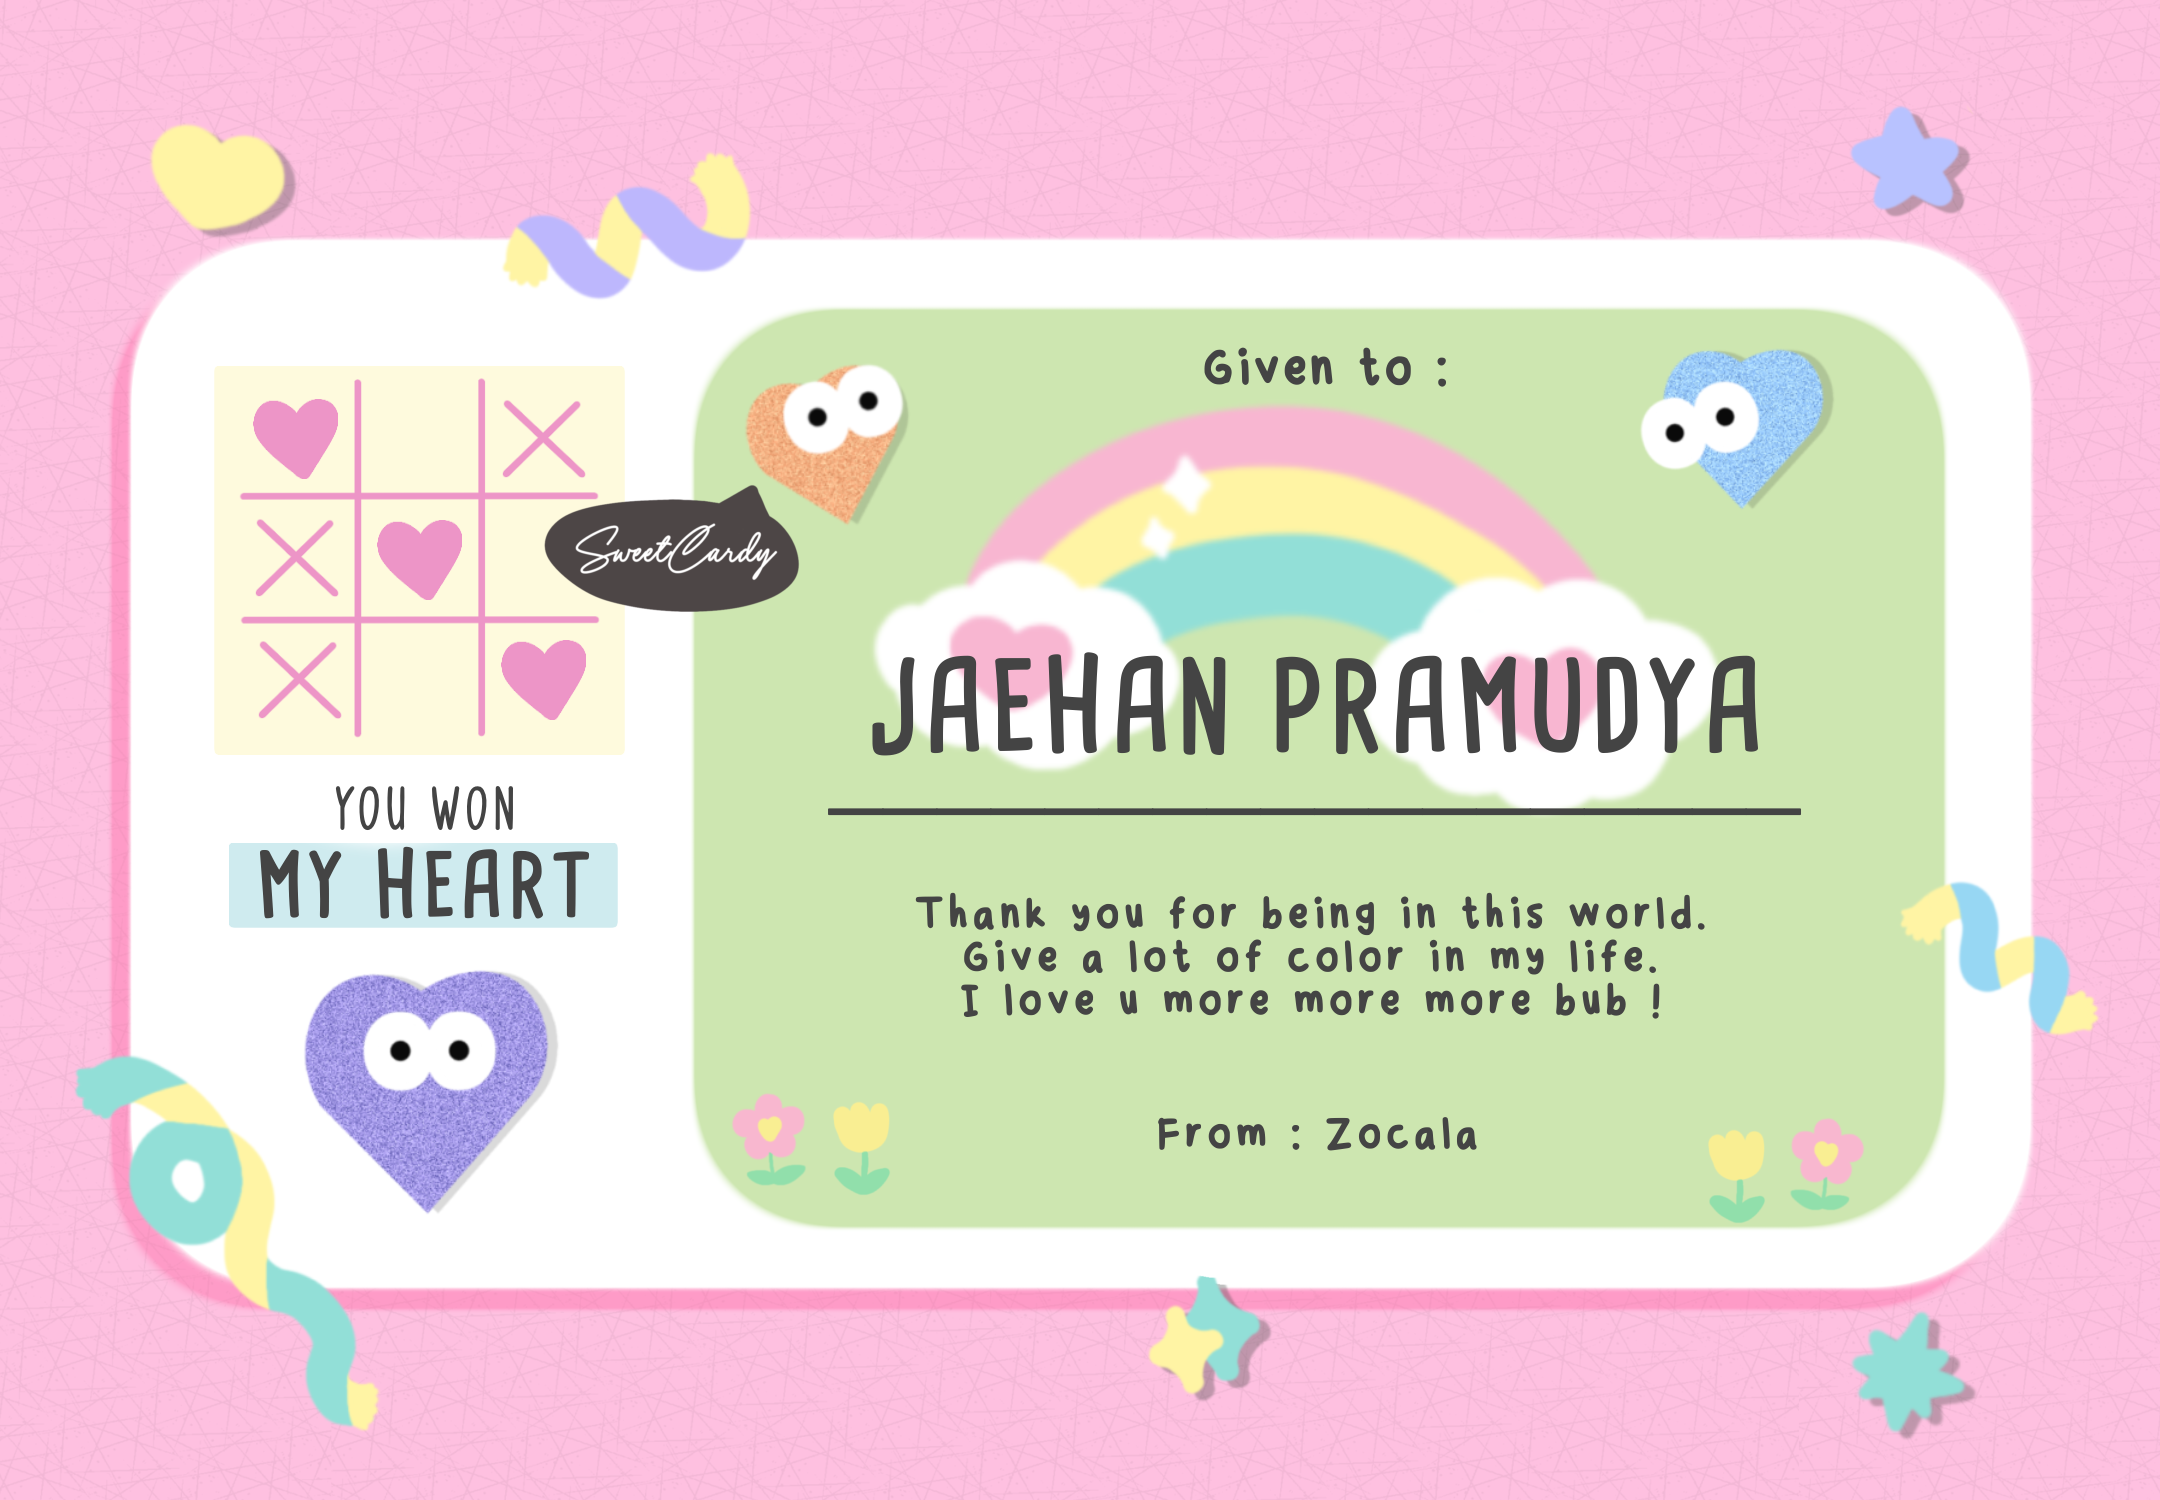 SweetCardy
YOU WON
MY HEART
Given to :
JAEHAN PRAMUDYA
Thank you for being in this world.
Give a lot of color in my life.
I love u more more more bub !
From : Zocala